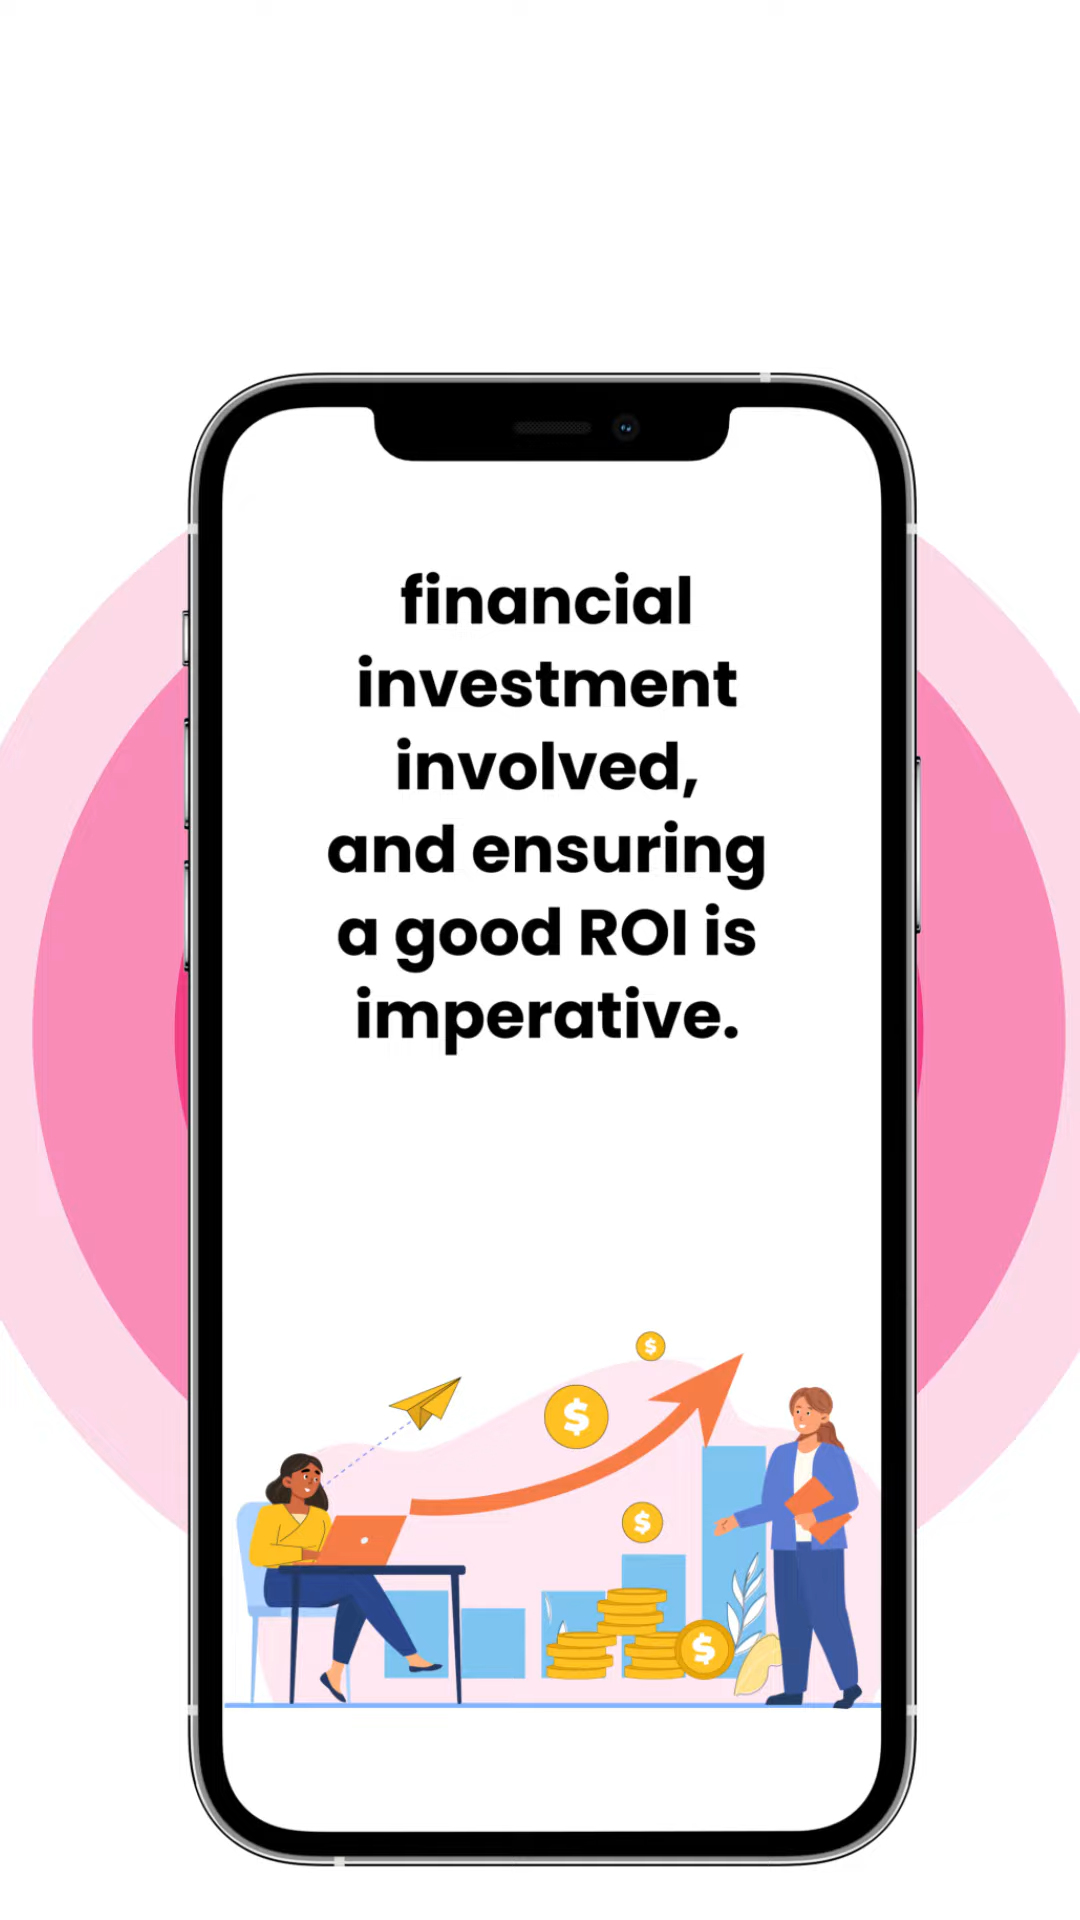 financial
investment
involved,
and ensuring
a good ROI is
imperative.
$
$
$
$